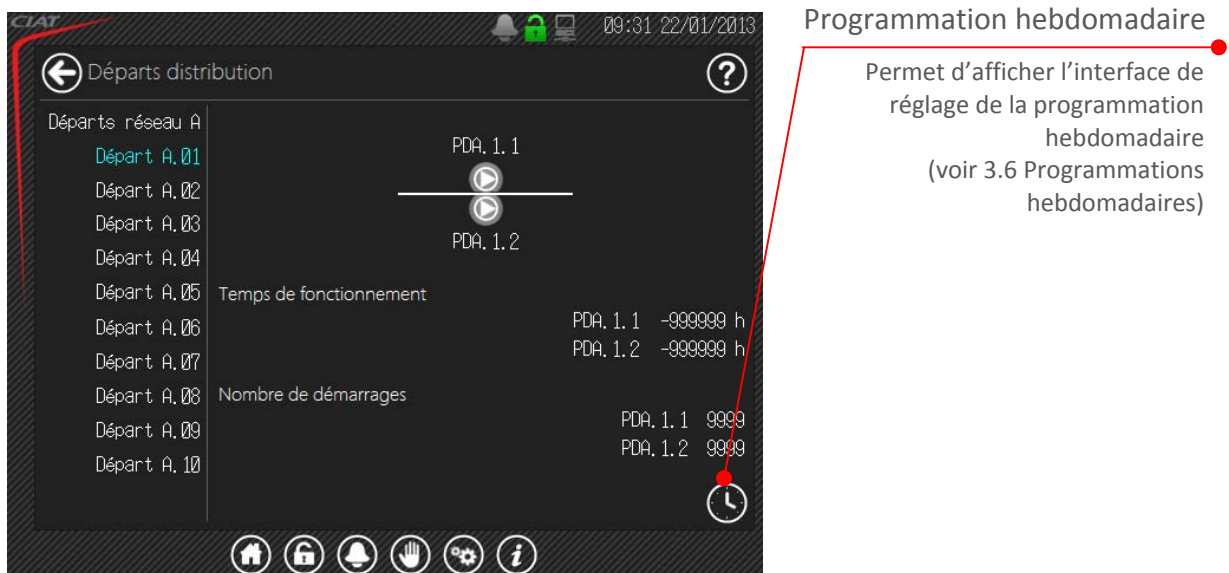 CIAT
09:31 22/01/2013
Départs distribution
?
Départs réseau A
Départ A.01
Départ A.02
Départ A.03
Départ A.04
Départ A.05
Départ A.06
Départ A.07
Départ A.08
Départ A.09
Départ A.10
PDA.1.1
PDA.1.2
Temps de fonctionnement
PDA.1.1 -999999 h
PDA.1.2 -999999 h
Nombre de démarrages
PDA.1.1 9999
PDA.1.2 9999
i
Programmation hebdomadaire
Permet d’afficher l’interface de
réglage de la programmation
hebdomadaire
(voir 3.6 Programmations
hebdomadaires)